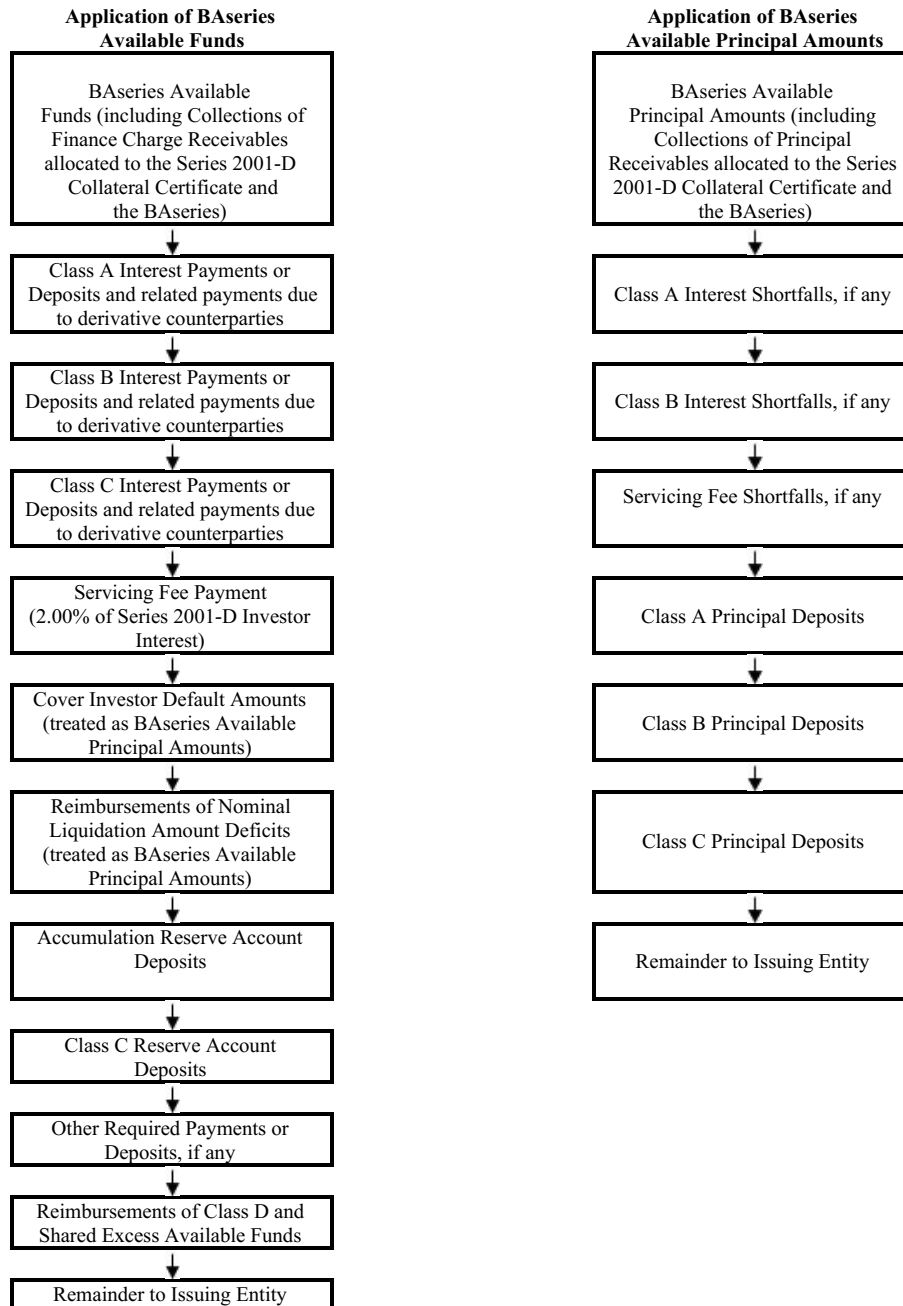 Application of BAseries
Available Funds
BAseries Available
Funds (including Collections of
Finance Charge Receivables
allocated to the Series 2001-D
Collateral Certificate and
the BAseries)
Class A Interest Payments or
Deposits and related payments due
to derivative counterparties
Class B Interest Payments or
Deposits and related payments due
to derivative counterparties
Class C Interest Payments or
Deposits and related payments due
to derivative counterparties
Servicing Fee Payment
(2.00% of Series 2001-D Investor
Interest)
Cover Investor Default Amounts
(treated as BAseries Available
Principal Amounts)
Reimbursements of Nominal
Liquidation Amount Deficits
(treated as BAseries Available
Principal Amounts)
Accumulation Reserve Account
Deposits
Class C Reserve Account
Deposits
Other Required Payments or
Deposits, if any
Reimbursements of Class D and
Shared Excess Available Funds
Remainder to Issuing Entity
Application of BAseries
Available Principal Amounts
BAseries Available
Principal Amounts (including
Collections of Principal
Receivables allocated to the Series
2001-D Collateral Certificate and
the BAseries)
Class A Interest Shortfalls, if any
Class B Interest Shortfalls, if any
Servicing Fee Shortfalls, if any
Class A Principal Deposits
Class B Principal Deposits
Class C Principal Deposits
Remainder to Issuing Entity